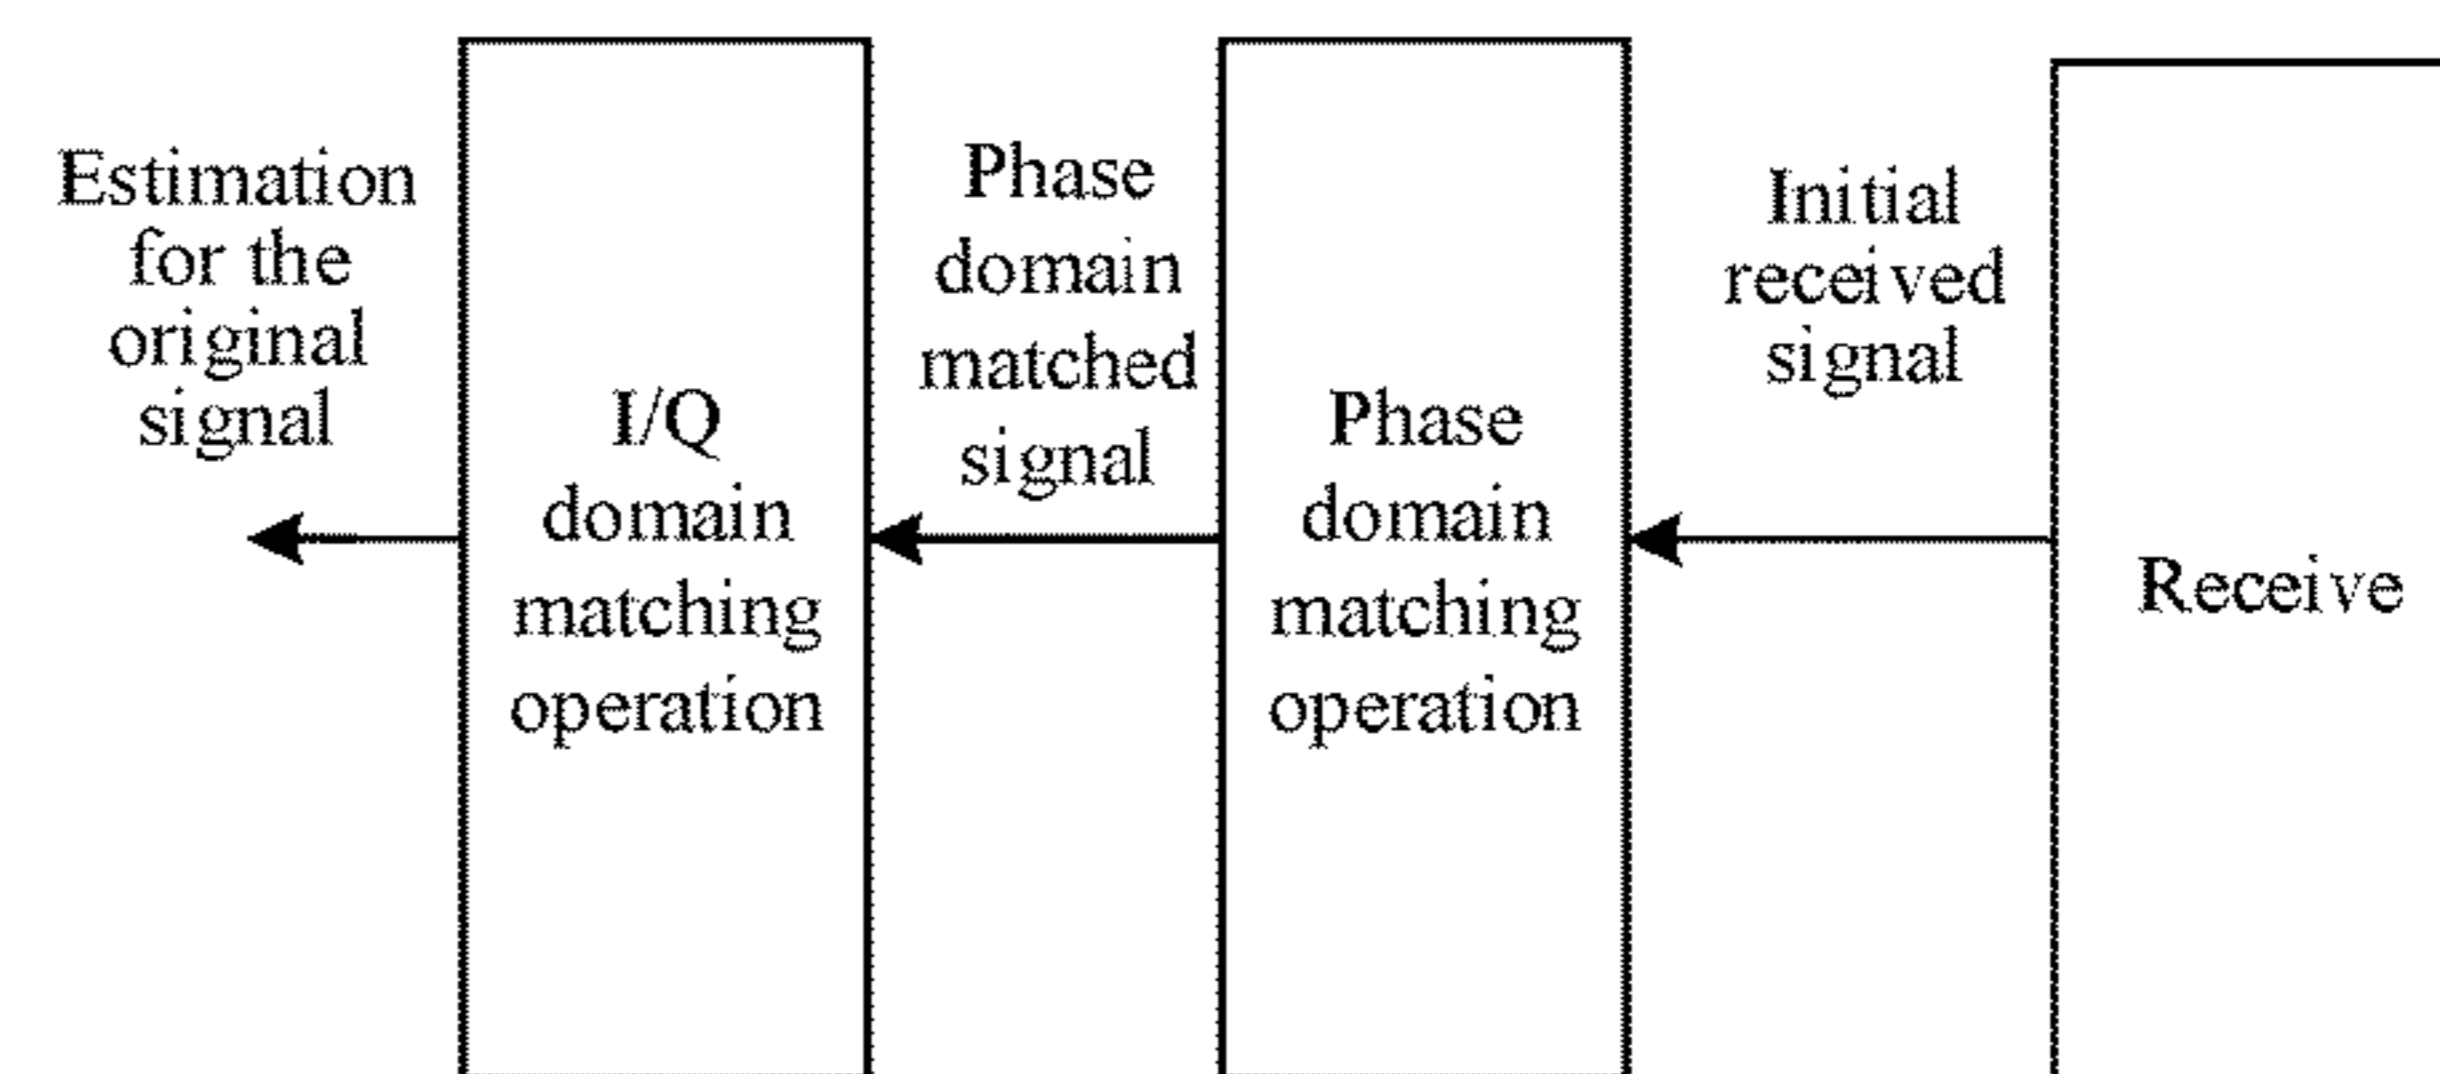 Estimation
for the
original
signal
I/Q
domain
matching
operation
Phase
domain
matched
signal
Phase
domain
matching
operation
Initial
received
signal
Receive